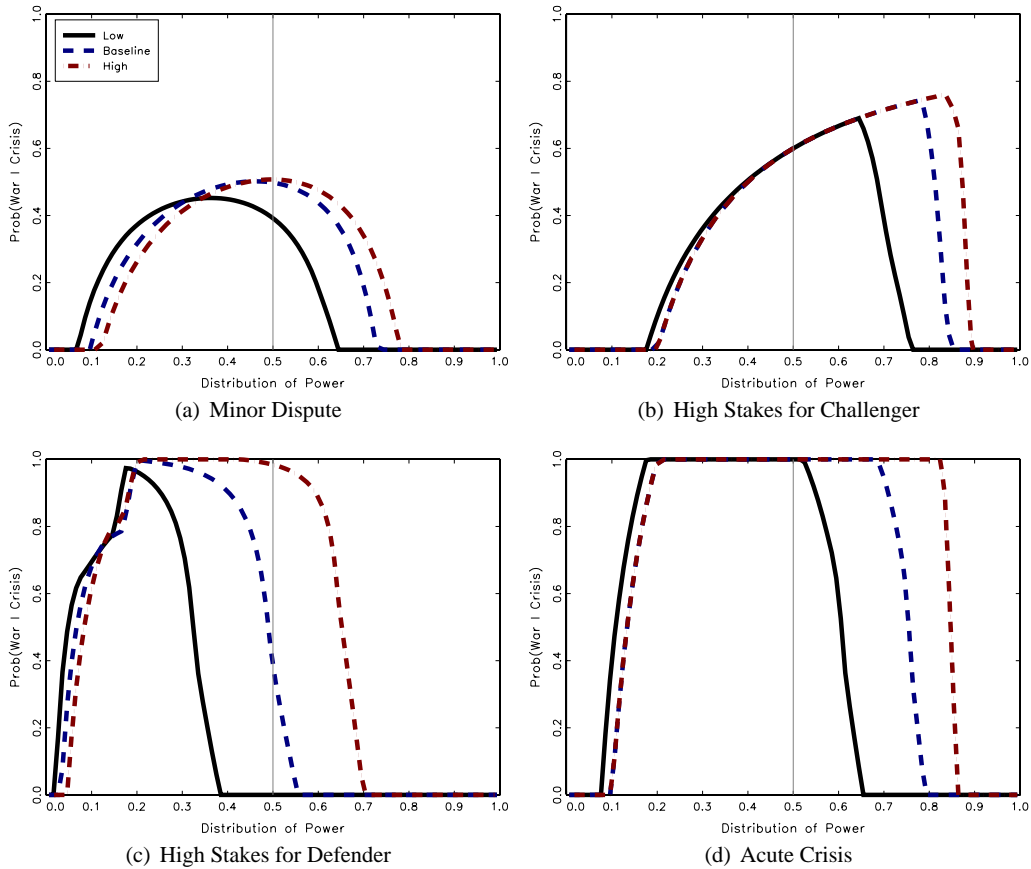 Low
Baseline
High
Prob(War | Crisis)
0.0 0.2 0.4 0.6 0.8 1.0
0.0 0.1 0.2 0.3 0.4 0.5 0.6 0.7 0.8 0.9 1.0
Distribution of Power
(a) Minor Dispute
Prob(War | Crisis)
0.0 0.2 0.4 0.6 0.8 1.0
0.0 0.1 0.2 0.3 0.4 0.5 0.6 0.7 0.8 0.9 1.0
Distribution of Power
(b) High Stakes for Challenger
Prob(War | Crisis)
0.0 0.2 0.4 0.6 0.8 1.0
0.0 0.1 0.2 0.3 0.4 0.5 0.6 0.7 0.8 0.9 1.0
Distribution of Power
(c) High Stakes for Defender
Prob(War | Crisis)
0.0 0.2 0.4 0.6 0.8 1.0
0.0 0.1 0.2 0.3 0.4 0.5 0.6 0.7 0.8 0.9 1.0
Distribution of Power
(d) Acute Crisis